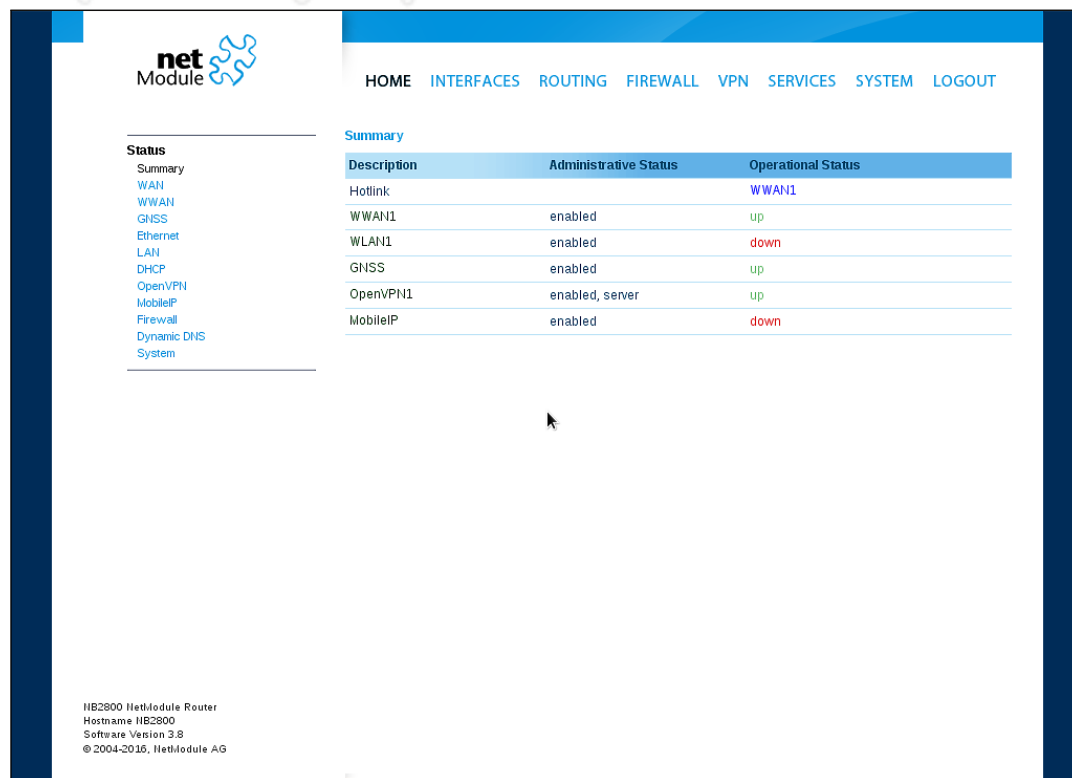 net
Module
HOME INTERFACES ROUTING FIREWALL VPN SERVICES SYSTEM LOGOUT
Status
Summary
WAN
WWAN
GNSS
Ethernet
LAN
DHCP
OpenVPN
MobileIP
Firewall
Dynamic DNS
System
Summary
Description Administrative Status Operational Status
Hotlink WWAN1
WWAN1 enabled up
WLAN1 enabled down
GNSS enabled up
OpenVPN1 enabled, server up
MobileIP enabled down
NB2800 NetModule Router
Hostname NB2800
Software Version 3.8
© 2004-2016, NetModule AG